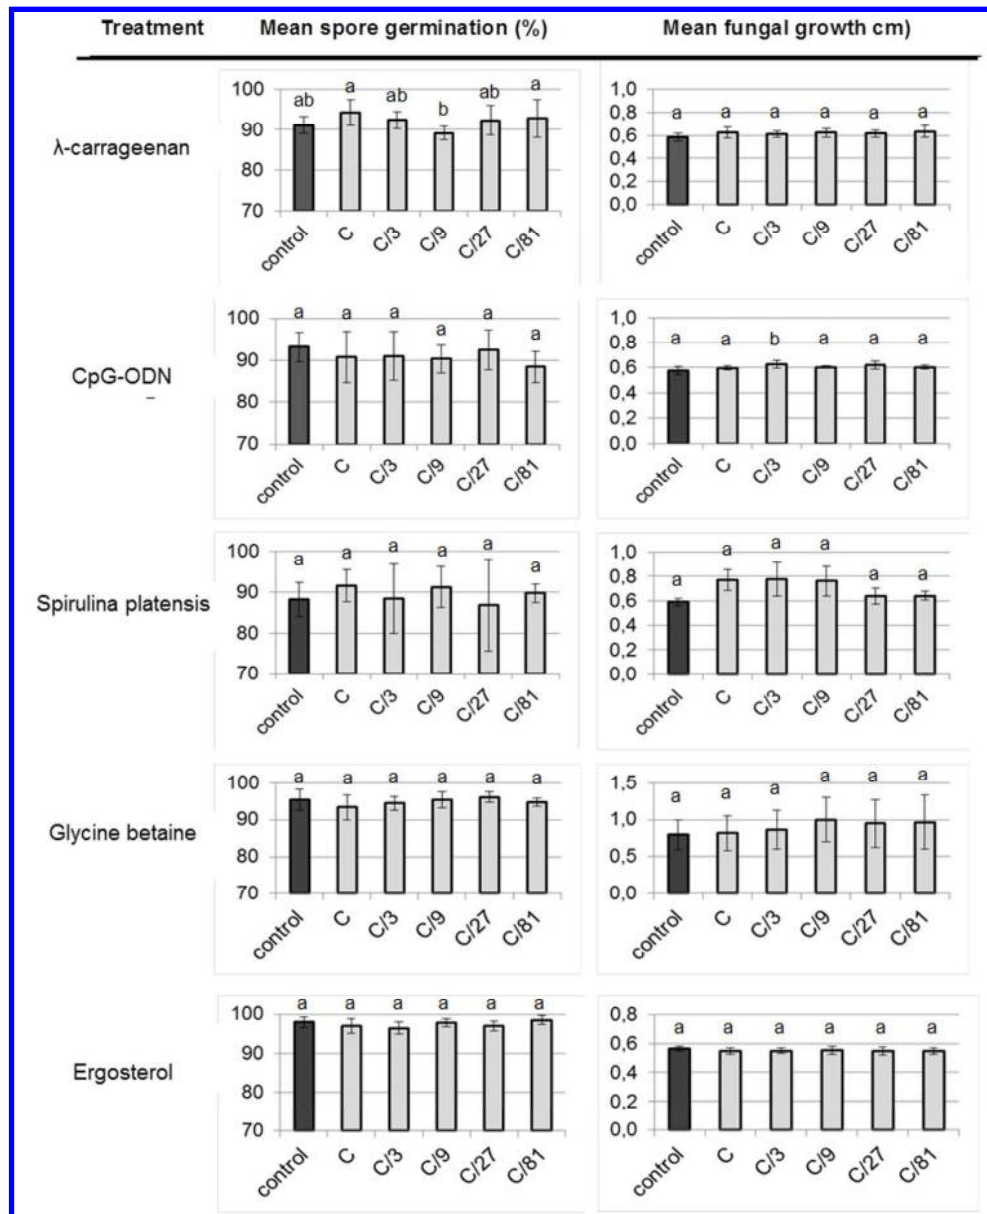 Treatment Mean spore germination (%) Mean fungal growth cm)
λ-carrageenan
100
90
80
70
ab a ab b ab a
control C C/3 C/9 C/27 C/81
1,0
0,8
0,6
0,4
0,2
0,0
a a a a a a
control C C/3 C/9 C/27 C/81
CpG-ODN
100
90
80
70
a a a a a a
control C C/3 C/9 C/27 C/81
1,0
0,8
0,6
0,4
0,2
0,0
a a b a a a
control C C/3 C/9 C/27 C/81
Spirulina platensis
100
90
80
70
a a a a a a
control C C/3 C/9 C/27 C/81
1,0
0,8
0,6
0,4
0,2
0,0
a a a a a a
control C C/3 C/9 C/27 C/81
Glycine betaine
100
90
80
70
a a a a a a
control C C/3 C/9 C/27 C/81
1,5
1,0
0,5
0,0
a a a a a a
control C C/3 C/9 C/27 C/81
Ergosterol
100
90
80
70
a a a a a a
control C C/3 C/9 C/27 C/81
0,8
0,6
0,4
0,2
0,0
a a a a a a
control C C/3 C/9 C/27 C/81